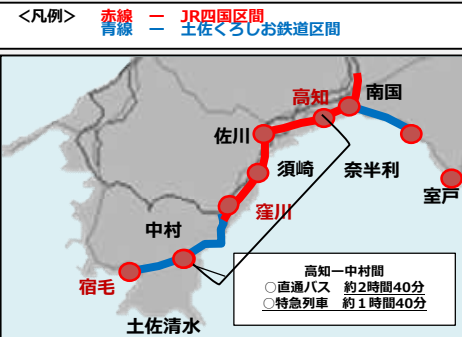 <凡例> 赤線 ー JR四国区間
青線 ー 土佐くろしお鉄道区間
高知
南国
佐川
須崎
奈半利
室戸
窪川
中村
宿毛
土佐清水
高知ー中村間
○直通バス 約2時間40分
○特急列車 約１時間40分